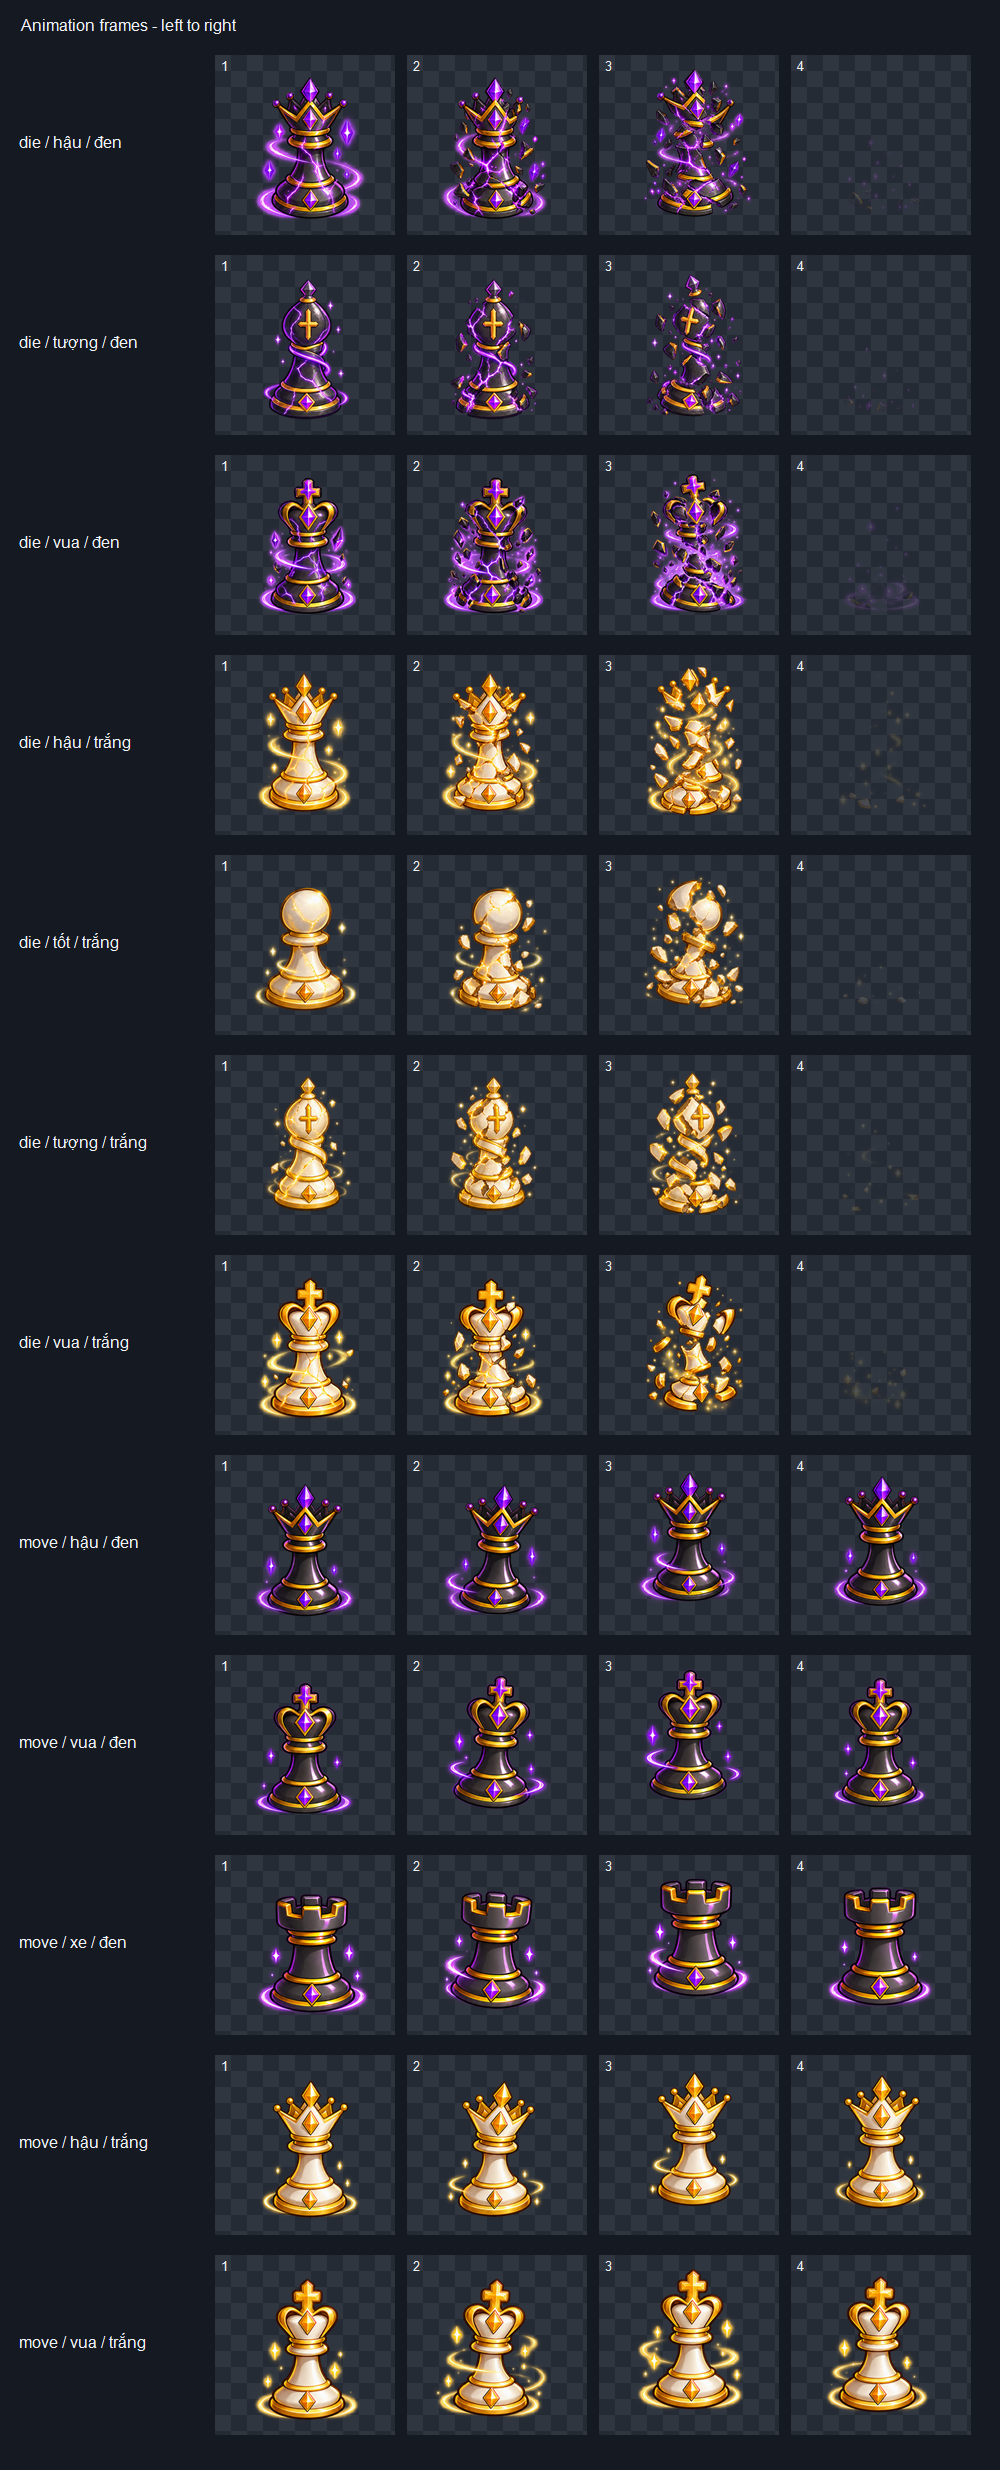 Animation frames - left to right
1 2 3 4
die / hậu / đen
1 2 3 4
die / tượng / đen
1 2 3 4
die / vua / đen
1 2 3 4
die / hậu / trắng
1 2 3 4
die / tốt / trắng
1 2 3 4
die / tượng / trắng
1 2 3 4
die / vua / trắng
1 2 3 4
move / hậu / đen
1 2 3 4
move / vua / đen
1 2 3 4
move / xe / đen
1 2 3 4
move / hậu / trắng
1 2 3 4
move / vua / trắng